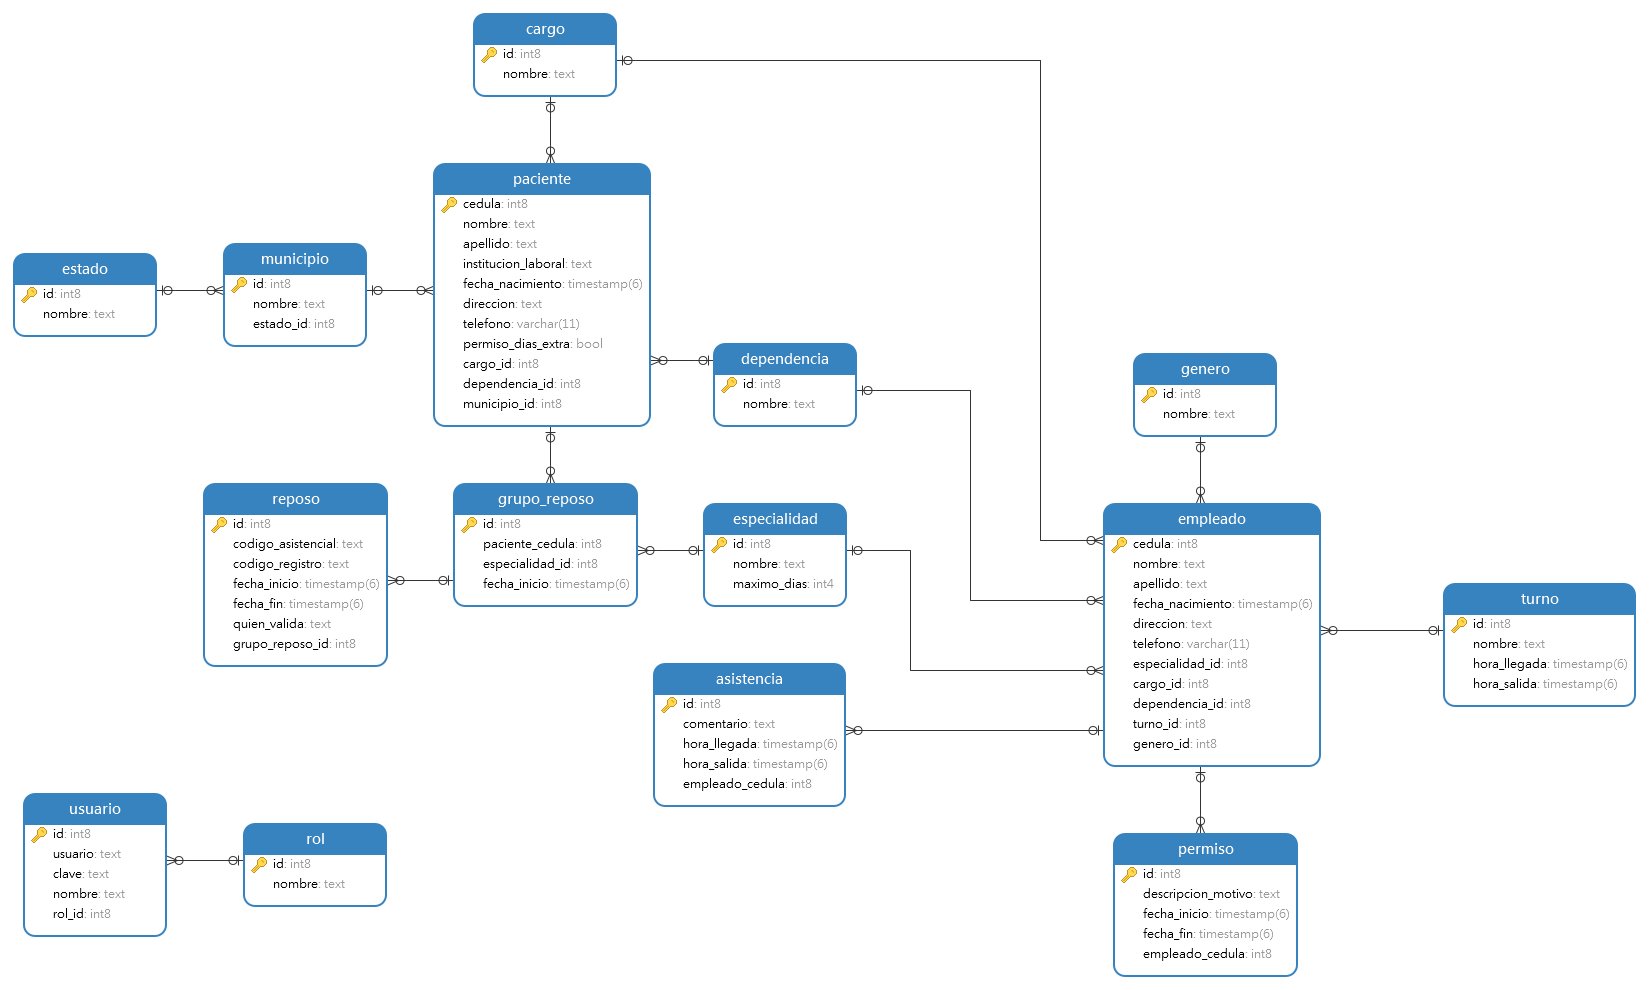 cargo
id: int8
nombre: text
paciente
cedula: int8
nombre: text
apellido: text
institucion_laboral: text
fecha_nacimiento: timestamp(6)
direccion: text
telefono: varchar(11)
permiso_dias_extra: bool
cargo_id: int8
dependencia_id: int8
municipio_id: int8
estado
id: int8
nombre: text
municipio
id: int8
nombre: text
estado_id: int8
dependencia
id: int8
nombre: text
genero
id: int8
nombre: text
reposo
id: int8
codigo_asistencial: text
codigo_registro: text
fecha_inicio: timestamp(6)
fecha_fin: timestamp(6)
quien_valida: text
grupo_reposo_id: int8
grupo_reposo
id: int8
paciente_cedula: int8
especialidad_id: int8
fecha_inicio: timestamp(6)
especialidad
id: int8
nombre: text
maximo_dias: int4
empleado
cedula: int8
nombre: text
apellido: text
fecha_nacimiento: timestamp(6)
direccion: text
telefono: varchar(11)
especialidad_id: int8
cargo_id: int8
dependencia_id: int8
turno_id: int8
genero_id: int8
turno
id: int8
nombre: text
hora_llegada: timestamp(6)
hora_salida: timestamp(6)
asistencia
id: int8
comentario: text
hora_llegada: timestamp(6)
hora_salida: timestamp(6)
empleado_cedula: int8
usuario
id: int8
usuario: text
clave: text
nombre: text
rol_id: int8
rol
id: int8
nombre: text
permiso
id: int8
descripcion_motivo: text
fecha_inicio: timestamp(6)
fecha_fin: timestamp(6)
empleado_cedula: int8